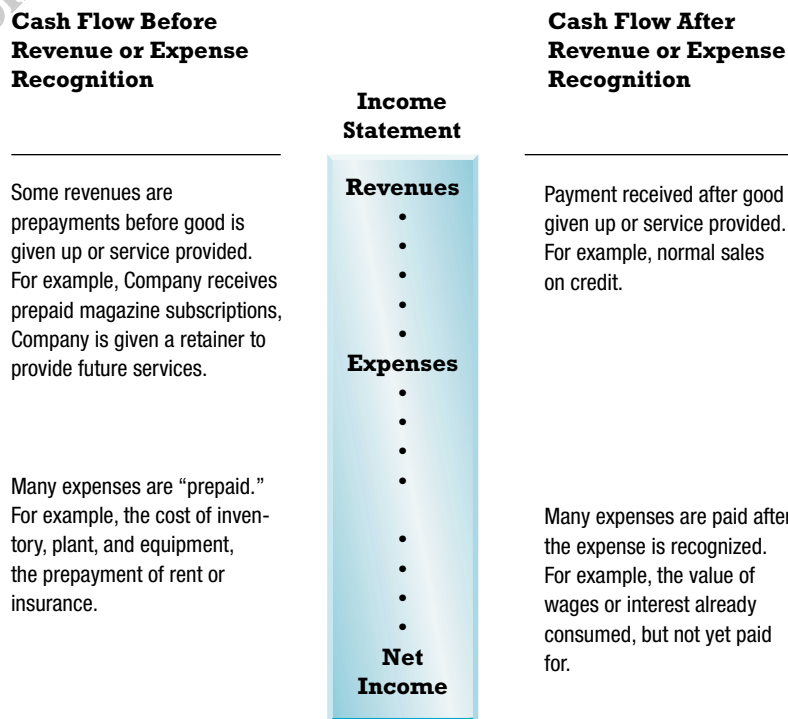 Cash Flow Before
Revenue or Expense
Recognition
Some revenues are
prepayments before good is
given up or service provided.
For example, Company receives
prepaid magazine subscriptions,
Company is given a retainer to
provide future services.
Many expenses are “prepaid.”
For example, the cost of inven-
tory, plant, and equipment,
the prepayment of rent or
insurance.
Income
Statement
Revenues
•
•
•
•
•
Expenses
•
•
•
•
•
•
•
•
Net
Income
Cash Flow After
Revenue or Expense
Recognition
Payment received after good
given up or service provided.
For example, normal sales
on credit.
Many expenses are paid after
the expense is recognized.
For example, the value of
wages or interest already
consumed, but not yet paid
for.